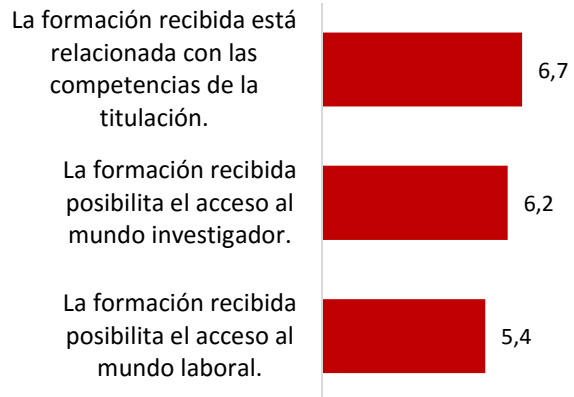 La formación recibida está
relacionada con las
competencias de la
titulación.
6,7
La formación recibida
posibilita el acceso al
mundo investigador.
6,2
La formación recibida
posibilita el acceso al
mundo laboral.
5,4